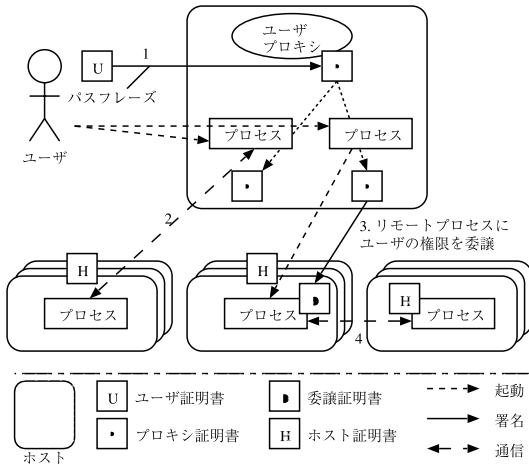 ユーザ
プロキシ
1
U
パスフレーズ
ユーザ
プロセス
プロセス
2
3. リモートプロセスに
ユーザの権限を委譲
H
H
H
プロセス
プロセス
プロセス
4
U
ユーザ証明書
委譲証明書
起動
プロキシ証明書
H
ホスト証明書
署名
通信
ホスト